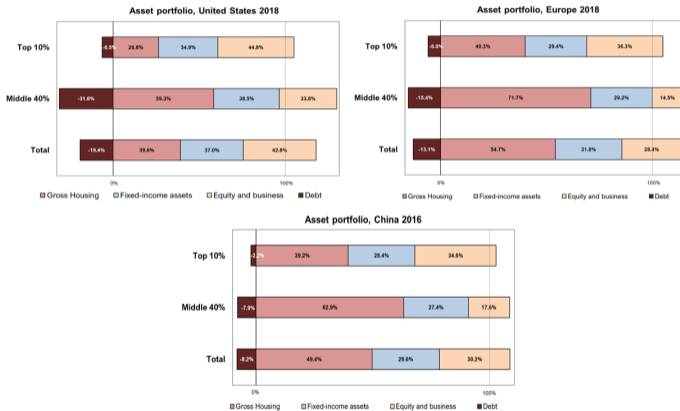 Asset portfolio, United States 2018
Top 10%
-6.5% 26.8% 34.9% 44.8%
Middle 40%
-31.6% 59.3% 38.5% 33.8%
Total
-19.4% 39.6% 37.0% 42.8%
0% 100%
Gross Housing Fixed-income assets Equity and business Debt
Asset portfolio, Europe 2018
Top 10%
-6.0% 40.3% 29.4% 36.3%
Middle 40%
-15.4% 71.7% 29.2% 14.5%
Total
-13.1% 54.7%
0% 100%
Gross Housing Fixed-income assets Equity and business Debt
Asset portfolio, China 2016
Top 10%
-2.2% 39.2% 28.4% 34.6%
Middle 40%
-7.9% 62.9% 27.4% 17.6%
Total
-8.2% 49.4% 28.6% 30.2%
0% 100%
Gross Housing Fixed-income assets Equity and business Debt